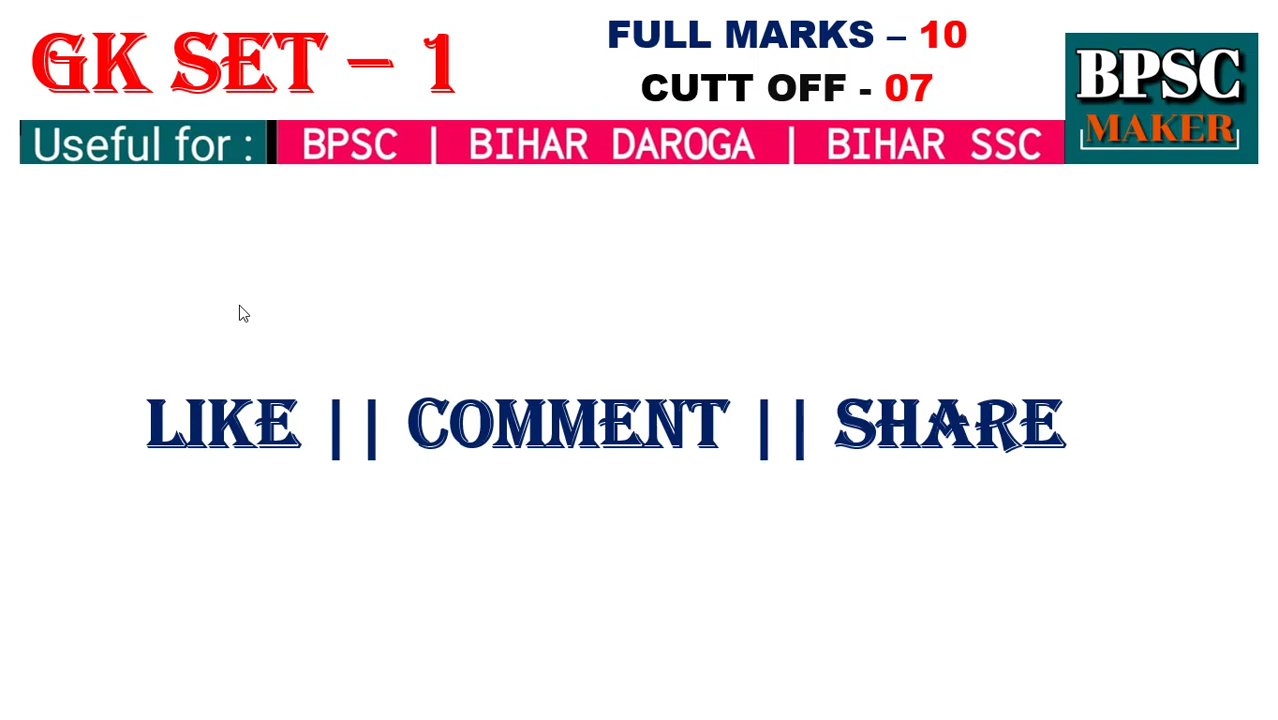 GK SET – 1
FULL MARKS – 10
CUTT OFF - 07
BPSC
MAKER
Useful for :
BPSC | BIHAR DAROGA | BIHAR SSC
LIKE || COMMENT || SHARE